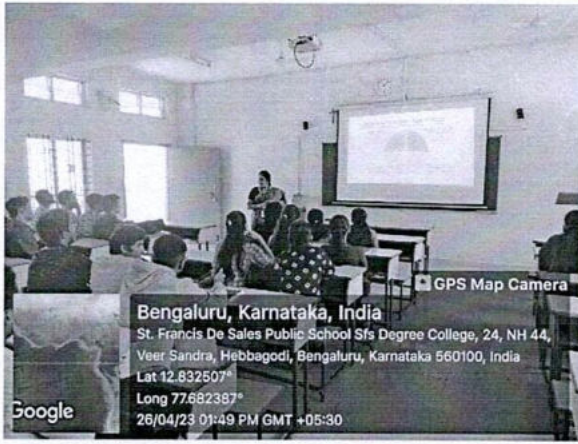 GPS Map Camera
Bengaluru, Karnataka, India
St. Francis De Sales Public School Sfs Degree College, 24, NH 44,
Veer Sandra, Hebbagodi, Bengaluru, Karnataka 560100, India
Lat 12.832507°
Long 77.682387°
26/04/23 01:49 PM GMT +05:30
Google